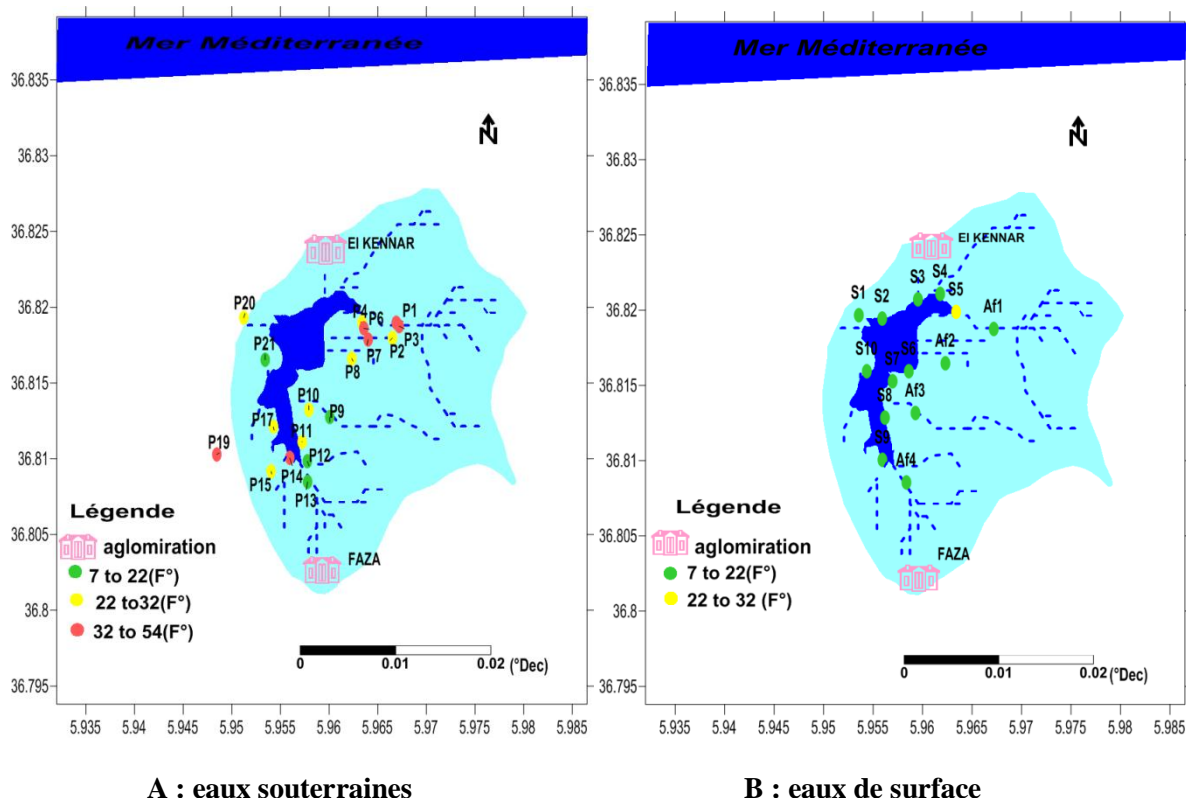 Mer Méditerranée
36.835
36.83
36.825
36.82
36.815
36.81
36.805
36.8
36.795
N
El KENNAR
P20
P4
P6
P1
P3
P2
P7
P21
P8
P10
P9
P17
P11
P19
P12
P14
P15
P13
FAZA
Légende
aglomiration
7 to 22(F°)
22 to32(F°)
32 to 54(F°)
0 0.01 0.02 (°Dec)
5.935 5.94 5.945 5.95 5.955 5.96 5.965 5.97 5.975 5.98 5.985
A : eaux souterraines
Mer Méditerranée
36.835
36.83
36.825
36.82
36.815
36.81
36.805
36.8
36.795
N
El KENNAR
S4
S3
S5
S1
S2
Af1
Af2
S10
S6
S7
S8
Af3
S9
Af4
FAZA
Légende
aglomiration
7 to 22(F°)
22 to 32 (F°)
0 0.01 0.02 (°Dec)
5.935 5.94 5.945 5.95 5.955 5.96 5.965 5.97 5.975 5.98 5.985
B : eaux de surface